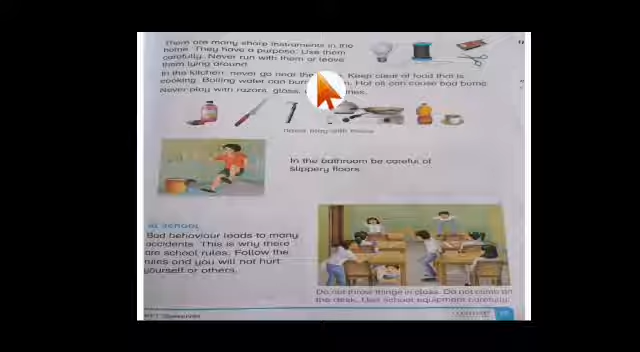 There are many sharp instruments in the
home. They have a purpose. Use them
carefully. Never run with them or leave
them lying around.
In the kitchen, never go near the Keep clear of food that is
cooking. Boiling water can burn Hot oil can cause bad burns.
Never play with razors, glass,
Never play with these
In the bathroom be careful of
slippery floors.
AT SCHOOL
Bad behaviour leads to many
accidents. This is why there
are school rules. Follow the
rules and you will not hurt
yourself or others.
Do not throw things in class. Do not climb on
the desk. Use school equipment carefully.